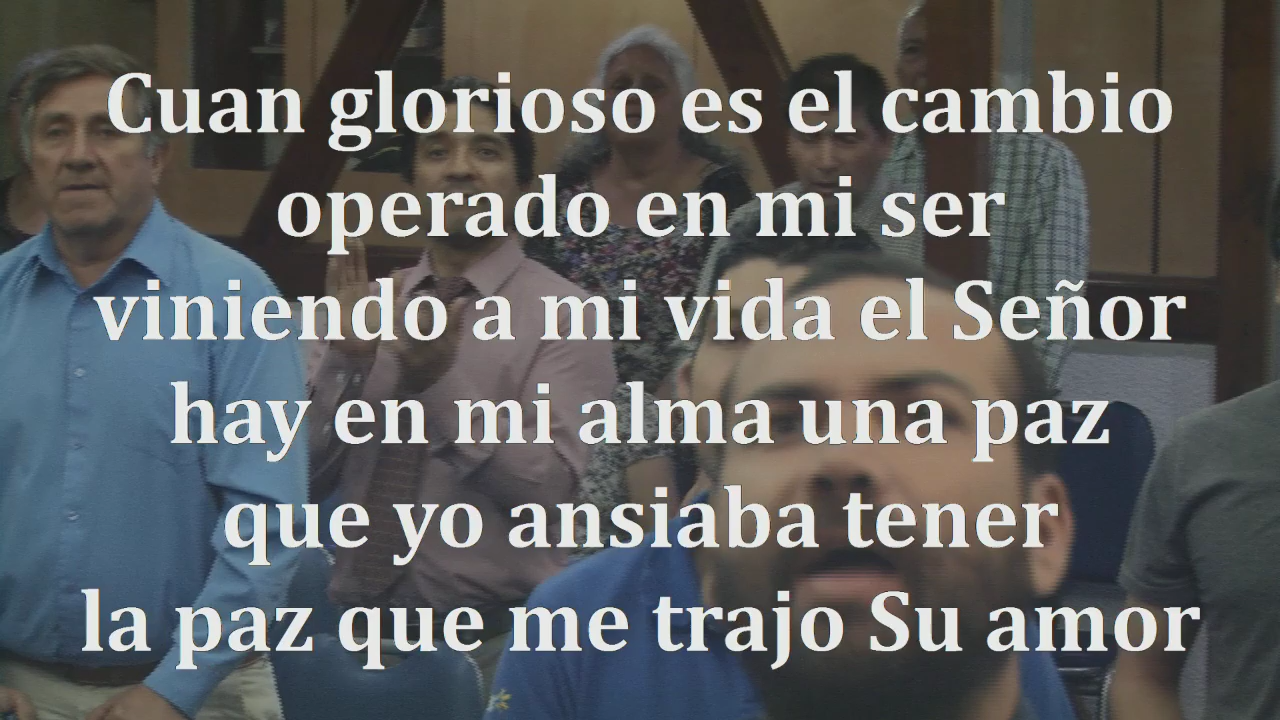 Cuan glorioso es el cambio
operado en mi ser
viniendo a mi vida el Señor
hay en mi alma una paz
que yo ansiaba tener
la paz que me trajo Su amor